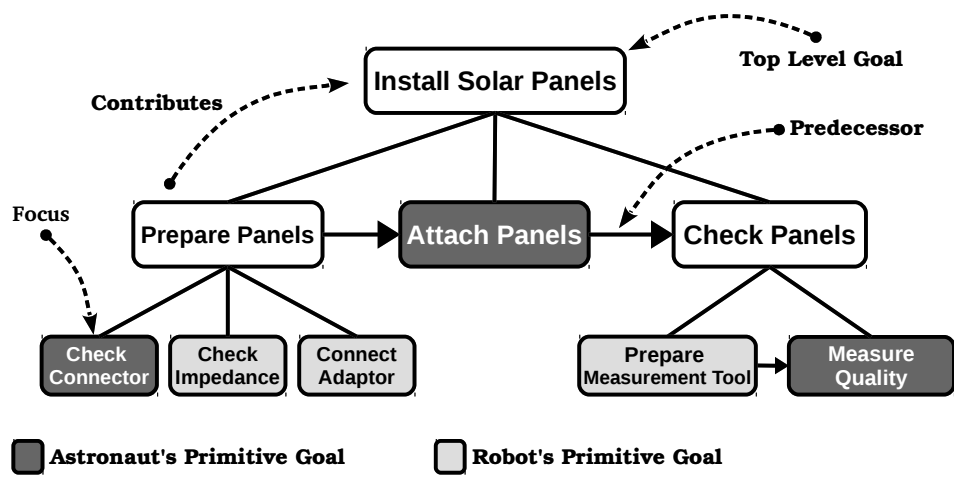 Top Level Goal
Install Solar Panels
Contributes
Predecessor
Focus
Prepare Panels
Attach Panels
Check Panels
Check
Connector
Check
Impedance
Connect
Adaptor
Prepare
Measurement Tool
Measure
Quality
Astronaut's Primitive Goal
Robot's Primitive Goal